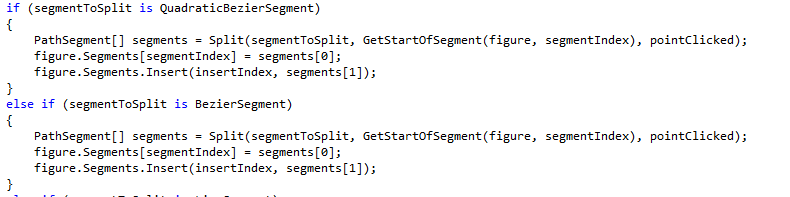 if (segmentToSplit is QuadraticBezierSegment)
{
    PathSegment[] segments = Split(segmentToSplit, GetStartOfSegment(figure, segmentIndex), pointClicked);
    figure.Segments[segmentIndex] = segments[0];
    figure.Segments.Insert(insertIndex, segments[1]);
}
else if (segmentToSplit is BezierSegment)
{
    PathSegment[] segments = Split(segmentToSplit, GetStartOfSegment(figure, segmentIndex), pointClicked);
    figure.Segments[segmentIndex] = segments[0];
    figure.Segments.Insert(insertIndex, segments[1]);
}